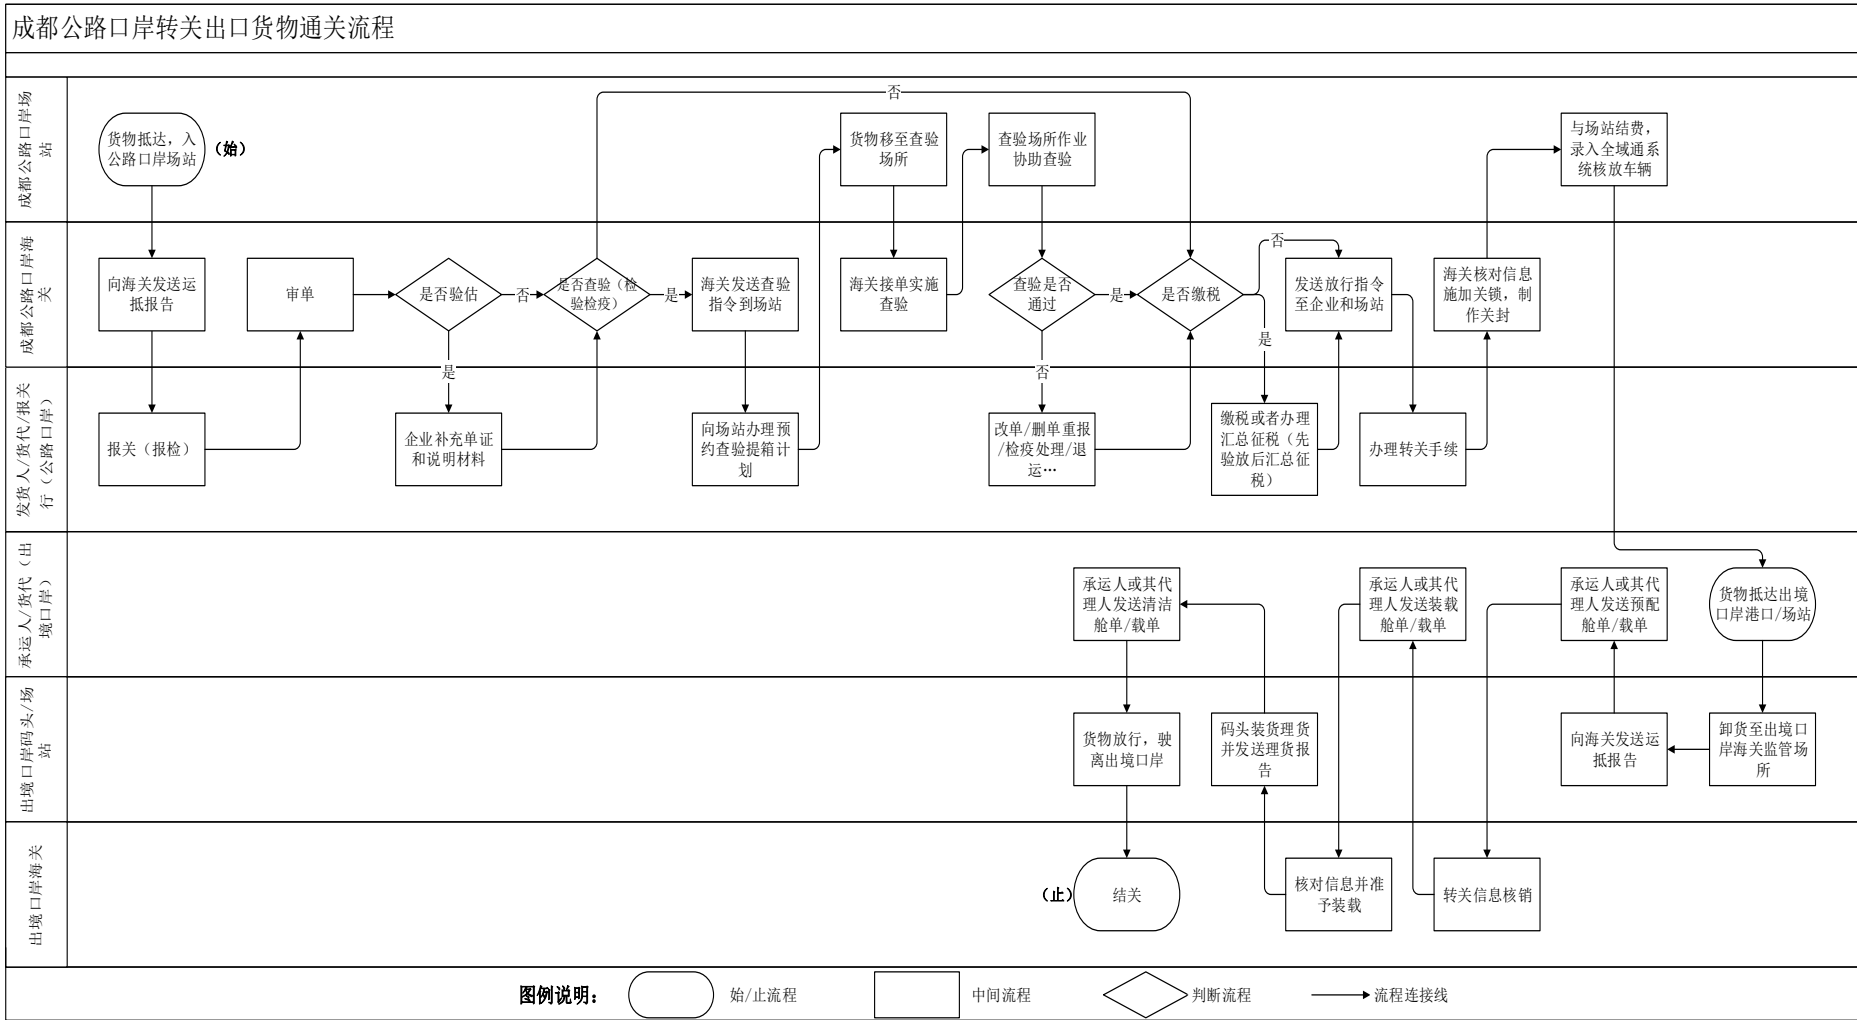 成都公路口岸转关出口货物通关流程
成都公路口岸场
站
货物抵达，入
公路口岸场站
(始)
否
货物移至查验
场所
查验场所作业
协助查验
与场站结费，
录入全域通系
统核放车辆
成都公路口岸海
关
向海关发送运
抵报告
审单
是否验估
否
是否查验（检
验检疫）
是
海关发送查验
指令到场站
海关接单实施
查验
查验是否
通过
是
是否缴税
否
是
发送放行指令
至企业和场站
海关核对信息
施加关锁，制
作关封
发货人/货代/报关
行（公路口岸）
报关（报检）
是
企业补充单证
和说明材料
向场站办理预
约查验提箱计
划
否
改单/删单重报
/检疫处理/退
运…
缴税或者办理
汇总征税（先
验放后汇总征
税）
办理转关手续
承运人/货代（出
境口岸）
承运人或其代
理人发送清洁
舱单/载单
承运人或其代
理人发送装载
舱单/载单
承运人或其代
理人发送预配
舱单/载单
货物抵达出境
口岸港口/场站
出境口岸码头/场
站
货物放行，驶
离出境口岸
码头装货理货
并发送理货报
告
向海关发送运
抵报告
卸货至出境口
岸海关监管场
所
出境口岸海关
(止)
结关
核对信息并准
予装载
转关信息核销
图例说明：
始/止流程
中间流程
判断流程
流程连接线